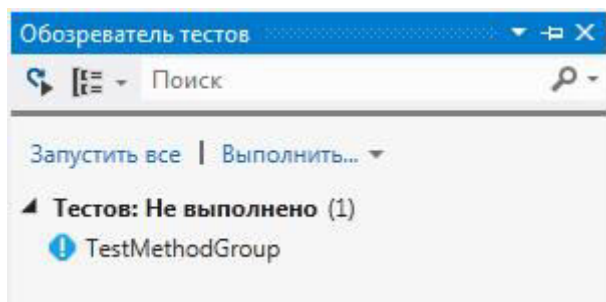 Обозреватель тестов
Поиск
Запустить все | Выполнить...
Тестов: Не выполнено (1)
TestMethodGroup